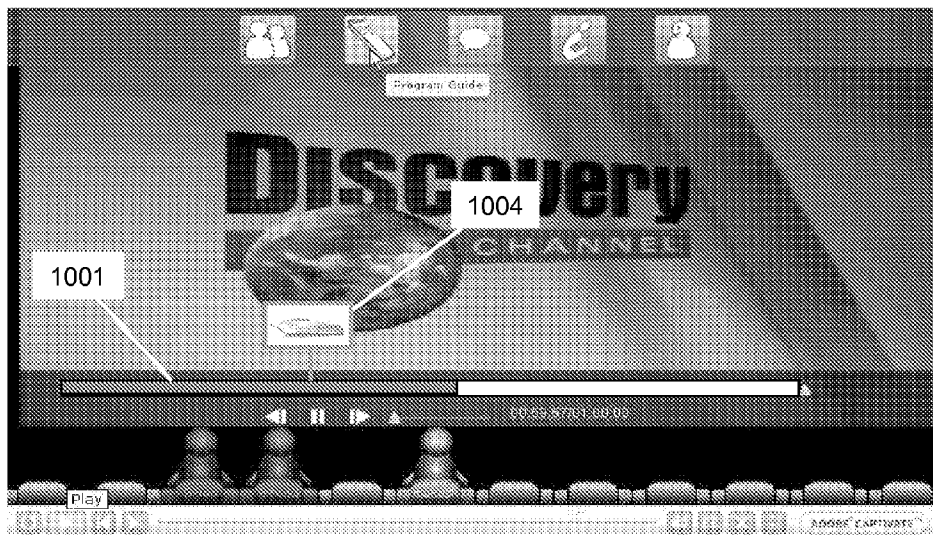 Program Guide
Discovery
CHANNEL
1004
1001
Play
ADOBE CAPTIVATE